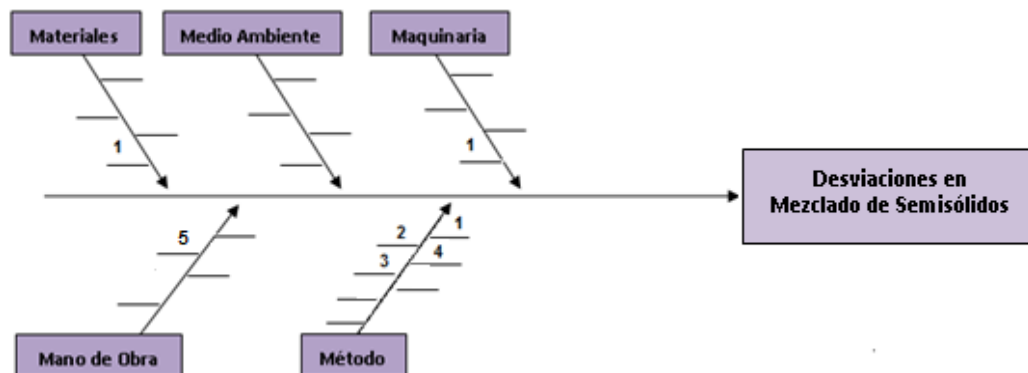 Materiales
Medio Ambiente
Maquinaria
1
1
Desviaciones en
Mezclado de Semisólidos
5
2
1
3
4
Mano de Obra
Método